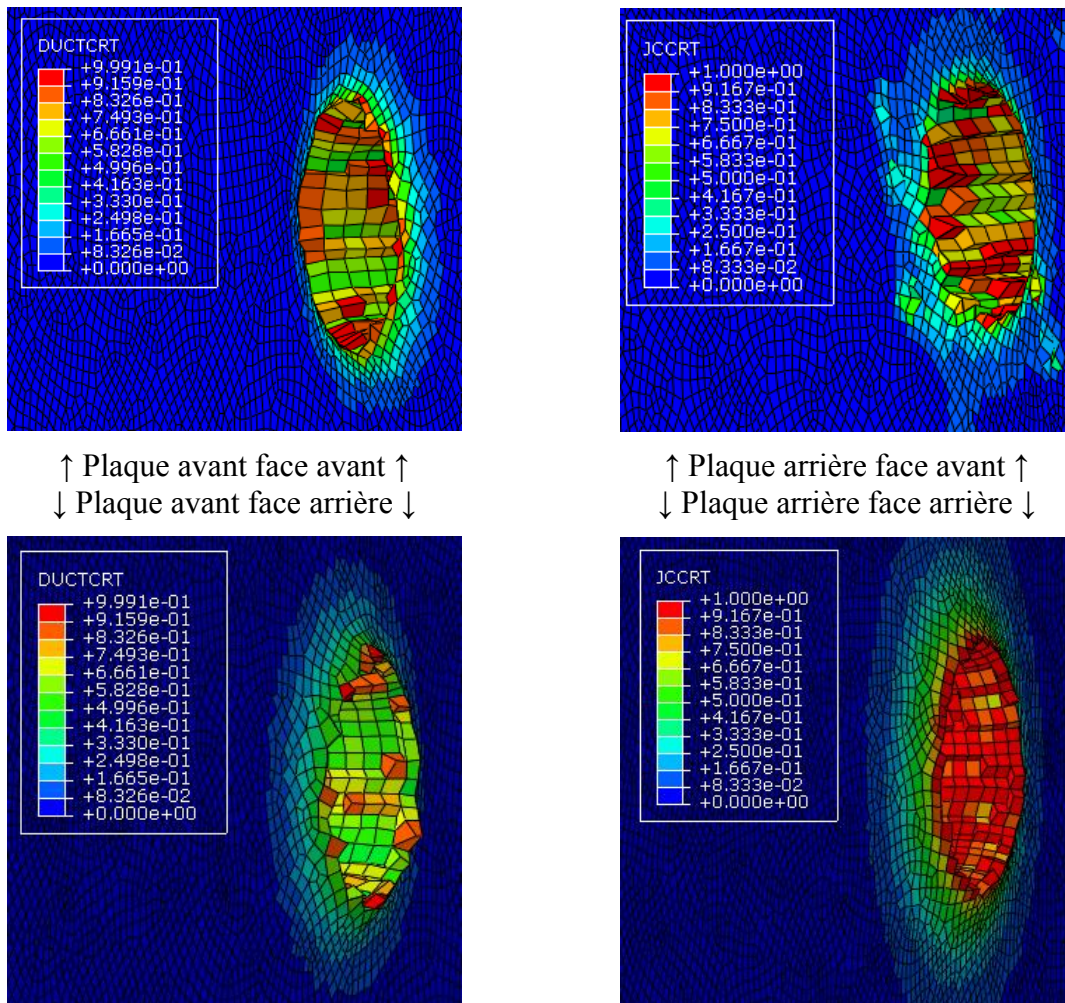 DUCTCRT
+9.991e-01
+9.159e-01
+8.326e-01
+7.493e-01
+6.661e-01
+5.828e-01
+4.996e-01
+4.163e-01
+3.330e-01
+2.498e-01
+1.665e-01
+8.326e-02
+0.000e+00
JCCRT
+1.000e+00
+9.167e-01
+8.333e-01
+7.500e-01
+6.667e-01
+5.833e-01
+5.000e-01
+4.167e-01
+3.333e-01
+2.500e-01
+1.667e-01
+8.333e-02
+0.000e+00
↑ Plaque avant face avant ↑
↓ Plaque avant face arrière ↓
↑ Plaque arrière face avant ↑
↓ Plaque arrière face arrière ↓
DUCTCRT
+9.991e-01
+9.159e-01
+8.326e-01
+7.493e-01
+6.661e-01
+5.828e-01
+4.996e-01
+4.163e-01
+3.330e-01
+2.498e-01
+1.665e-01
+8.326e-02
+0.000e+00
JCCRT
+1.000e+00
+9.167e-01
+8.333e-01
+7.500e-01
+6.667e-01
+5.833e-01
+5.000e-01
+4.167e-01
+3.333e-01
+2.500e-01
+1.667e-01
+8.333e-02
+0.000e+00